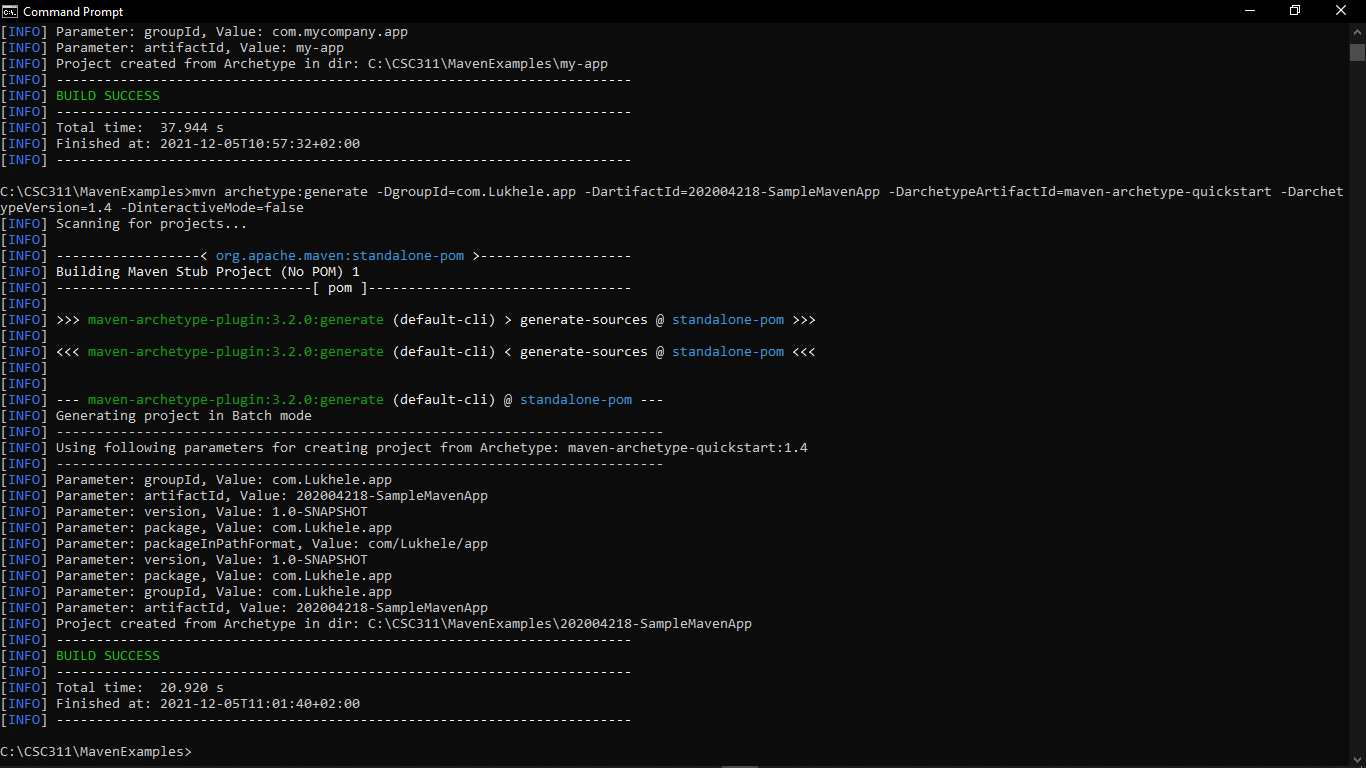 Command Prompt
[INFO] Parameter: groupId, Value: com.mycompany.app
[INFO] Parameter: artifactId, Value: my-app
[INFO] Project created from Archetype in dir: C:\CSC311\MavenExamples\my-app
[INFO] ------------------------------------------------------------------------
[INFO] BUILD SUCCESS
[INFO] ------------------------------------------------------------------------
[INFO] Total time:  37.944 s
[INFO] Finished at: 2021-12-05T10:57:32+02:00
[INFO] ------------------------------------------------------------------------
C:\CSC311\MavenExamples>mvn archetype:generate -DgroupId=com.Lukhele.app -DartifactId=202004218-SampleMavenApp -DarchetypeArtifactId=maven-archetype-quickstart -Darchet
ypeVersion=1.4 -DinteractiveMode=false
[INFO] Scanning for projects...
[INFO]
[INFO] ------------------< org.apache.maven:standalone-pom >-------------------
[INFO] Building Maven Stub Project (No POM) 1
[INFO] --------------------------------[ pom ]---------------------------------
[INFO]
[INFO] >>> maven-archetype-plugin:3.2.0:generate (default-cli) > generate-sources @ standalone-pom >>>
[INFO]
[INFO] <<< maven-archetype-plugin:3.2.0:generate (default-cli) < generate-sources @ standalone-pom <<<
[INFO]
[INFO]
[INFO] --- maven-archetype-plugin:3.2.0:generate (default-cli) @ standalone-pom ---
[INFO] Generating project in Batch mode
[INFO] ----------------------------------------------------------------------------
[INFO] Using following parameters for creating project from Archetype: maven-archetype-quickstart:1.4
[INFO] ----------------------------------------------------------------------------
[INFO] Parameter: groupId, Value: com.Lukhele.app
[INFO] Parameter: artifactId, Value: 202004218-SampleMavenApp
[INFO] Parameter: version, Value: 1.0-SNAPSHOT
[INFO] Parameter: package, Value: com.Lukhele.app
[INFO] Parameter: packageInPathFormat, Value: com/Lukhele/app
[INFO] Parameter: version, Value: 1.0-SNAPSHOT
[INFO] Parameter: package, Value: com.Lukhele.app
[INFO] Parameter: groupId, Value: com.Lukhele.app
[INFO] Parameter: artifactId, Value: 202004218-SampleMavenApp
[INFO] Project created from Archetype in dir: C:\CSC311\MavenExamples\202004218-SampleMavenApp
[INFO] ------------------------------------------------------------------------
[INFO] BUILD SUCCESS
[INFO] ------------------------------------------------------------------------
[INFO] Total time:  20.920 s
[INFO] Finished at: 2021-12-05T11:01:40+02:00
[INFO] ------------------------------------------------------------------------
C:\CSC311\MavenExamples>